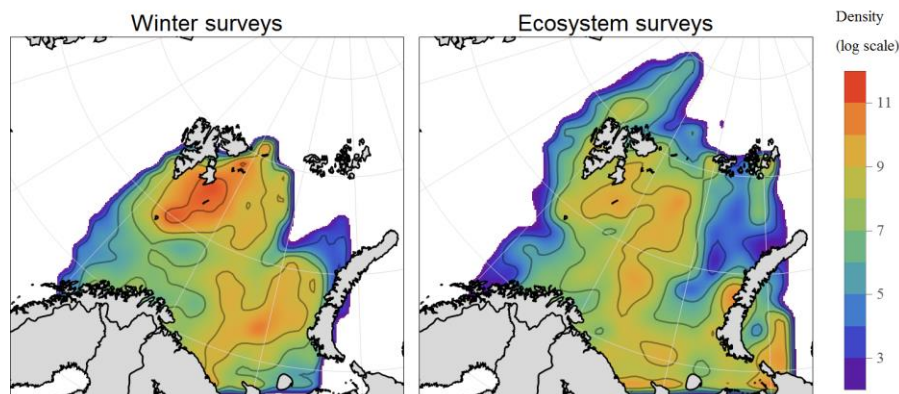 Winter surveys
Ecosystem surveys
Density
(log scale)
11
9
7
5
3